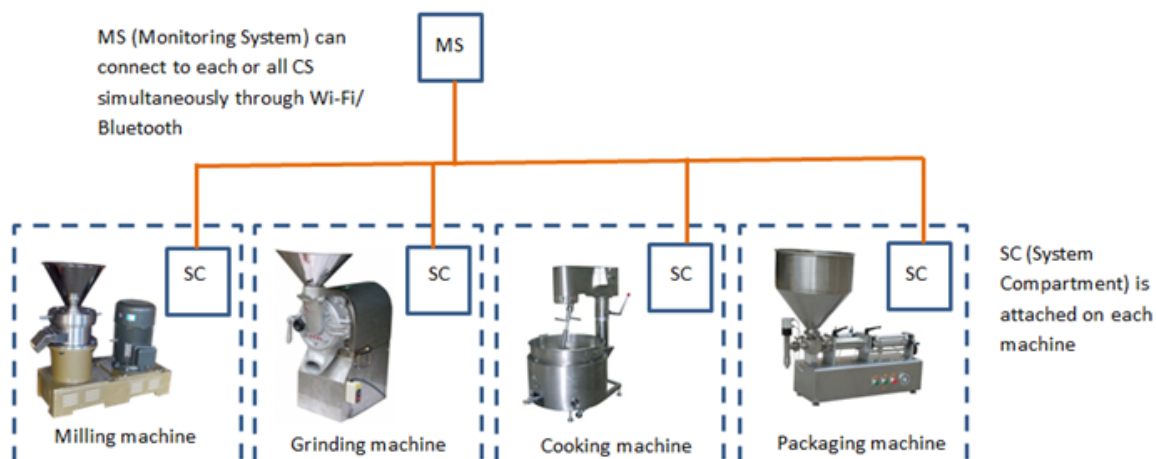 MS (Monitoring System) can
connect to each or all CS
simultaneously through Wi-Fi/
Bluetooth
MS
SC
SC
SC
SC
SC (System
Compartment) is
attached on each
machine
Milling machine
Grinding machine
Cooking machine
Packaging machine